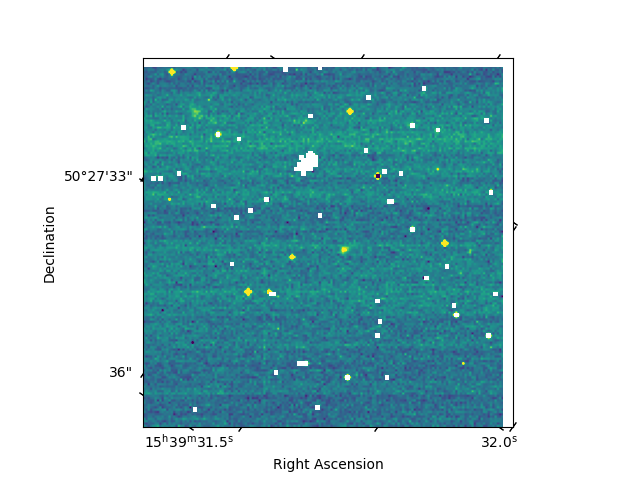 Declination
50°27'33"
36"
15ʰ39ᵐ31.5ˢ
32.0ˢ
Right Ascension